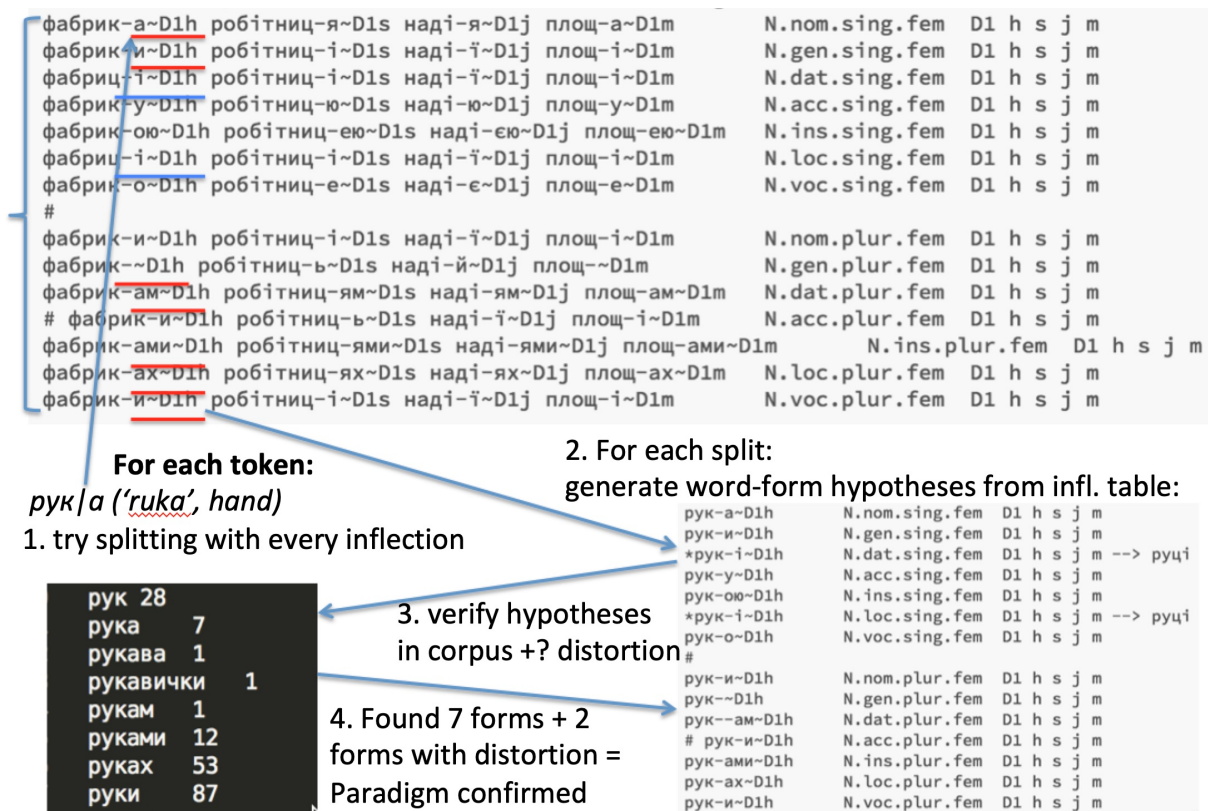 фабрик-а~D1h робітниц-я~D1s наді-я~D1j площ-а~D1m N.nom.sing.fem D1 h s j m
фабрик-и~D1h робітниц-і~D1s наді-ї~D1j площ-і~D1m N.gen.sing.fem D1 h s j m
фабриц-і~D1h робітниц-і~D1s наді-ї~D1j площ-і~D1m N.dat.sing.fem D1 h s j m
фабрик-у~D1h робітниц-ю~D1s наді-ю~D1j площ-у~D1m N.acc.sing.fem D1 h s j m
фабрик-ою~D1h робітниц-ею~D1s наді-єю~D1j площ-ею~D1m N.ins.sing.fem D1 h s j m
фабриц-і~D1h робітниц-і~D1s наді-ї~D1j площ-і~D1m N.loc.sing.fem D1 h s j m
фабрик-о~D1h робітниц-е~D1s наді-є~D1j площ-е~D1m N.voc.sing.fem D1 h s j m
#
фабрик-и~D1h робітниц-і~D1s наді-ї~D1j площ-і~D1m N.nom.plur.fem D1 h s j m
фабрик-~D1h робітниц-ь~D1s наді-й~D1j площ-~D1m N.gen.plur.fem D1 h s j m
фабрик-ам~D1h робітниц-ям~D1s наді-ям~D1j площ-ам~D1m N.dat.plur.fem D1 h s j m
# фабрик-и~D1h робітниц-ь~D1s наді-ї~D1j площ-і~D1m N.acc.plur.fem D1 h s j m
фабрик-ами~D1h робітниц-ями~D1s наді-ями~D1j площ-ами~D1m N.ins.plur.fem D1 h s j m
фабрик-ах~D1h робітниц-ях~D1s наді-ях~D1j площ-ах~D1m N.loc.plur.fem D1 h s j m
фабрик-и~D1h робітниц-і~D1s наді-ї~D1j площ-і~D1m N.voc.plur.fem D1 h s j m
For each token:
рук|а ('ruka', hand)
1. try splitting with every inflection
2. For each split:
generate word-form hypotheses from infl. table:
рук-а~D1h N.nom.sing.fem D1 h s j m
рук-и~D1h N.gen.sing.fem D1 h s j m
*рук-і~D1h N.dat.sing.fem D1 h s j m --> руці
рук-у~D1h N.acc.sing.fem D1 h s j m
рук-ою~D1h N.ins.sing.fem D1 h s j m
*рук-і~D1h N.loc.sing.fem D1 h s j m --> руці
рук-о~D1h N.voc.sing.fem D1 h s j m
#
рук-и~D1h N.nom.plur.fem D1 h s j m
рук-~D1h N.gen.plur.fem D1 h s j m
рук--ам~D1h N.dat.plur.fem D1 h s j m
# рук-и~D1h N.acc.plur.fem D1 h s j m
рук-ами~D1h N.ins.plur.fem D1 h s j m
рук-ах~D1h N.loc.plur.fem D1 h s j m
рук-и~D1h N.voc.plur.fem D1 h s j m
3. verify hypotheses
in corpus +? distortion
рук 28
рука 7
рукава 1
рукавички 1
рукам 1
руками 12
руках 53
руки 87
4. Found 7 forms + 2
forms with distortion =
Paradigm confirmed